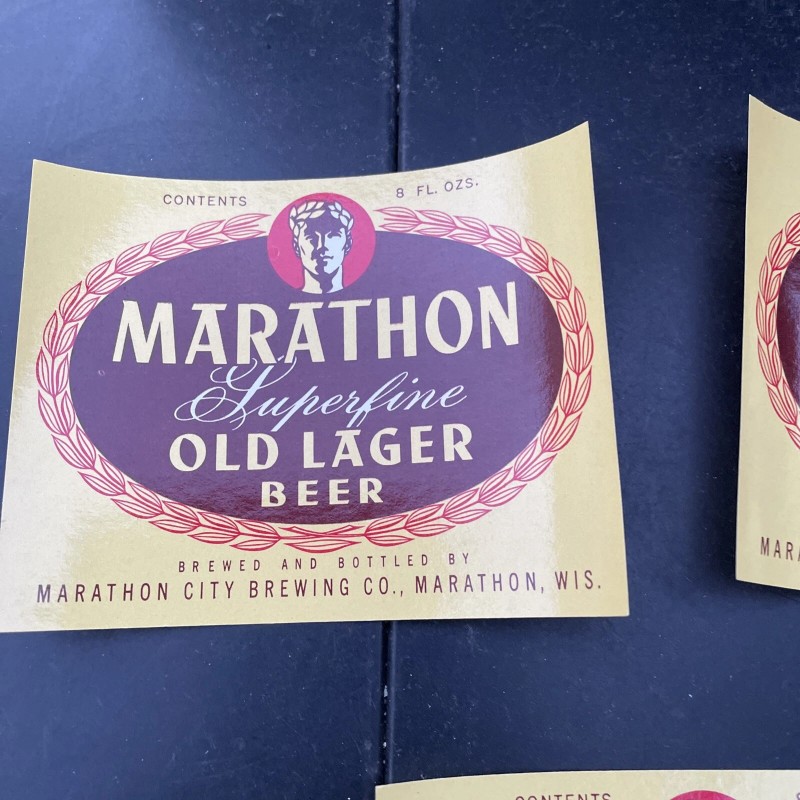 CONTENTS 8 FL. OZS.
MARATHON
Superfine
OLD LAGER
BEER
BREWED AND BOTTLED BY
MARATHON CITY BREWING CO., MARATHON, WIS.
CONTENTS